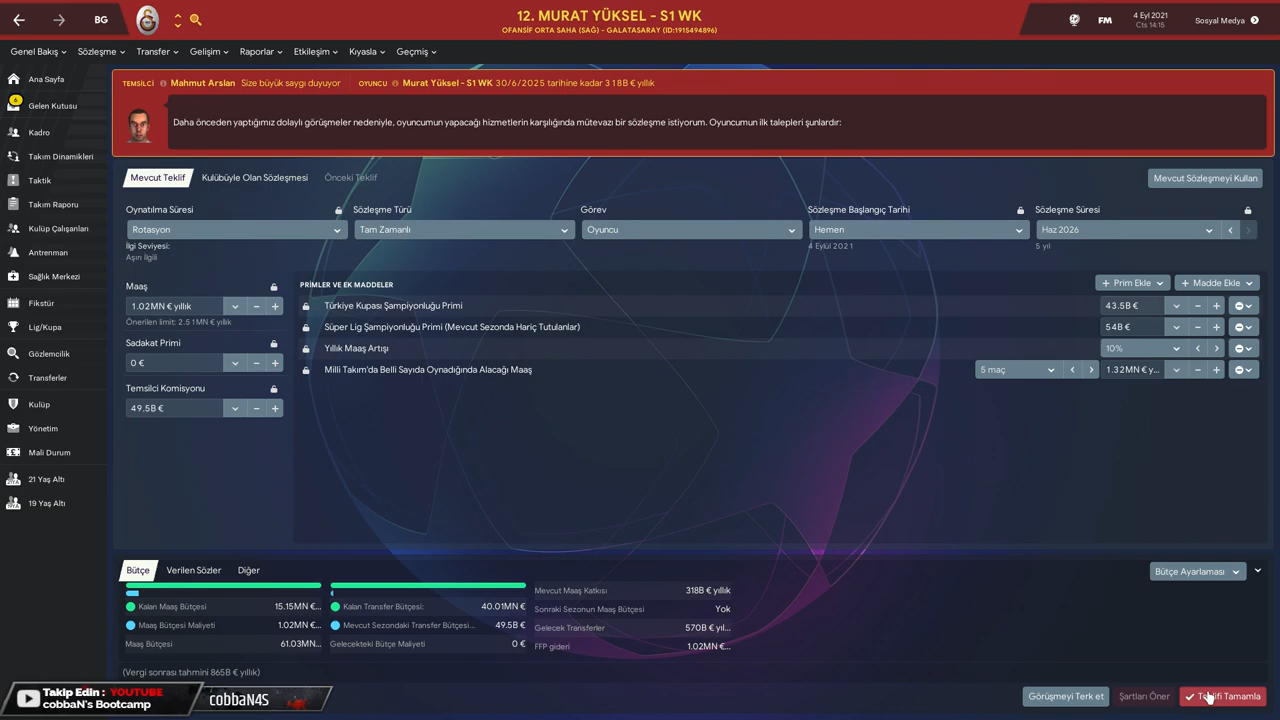 BG
12. MURAT YÜKSEL - S1 WK
OFANSİF ORTA SAHA (SAĞ) - GALATASARAY (ID:1915494896)
FM
4 Eyl 2021
Cts 14:15
Sosyal Medya
Genel Bakış
Sözleşme
Transfer
Gelişim
Raporlar
Etkileşim
Kıyasla
Geçmiş
Ana Sayfa
6
Gelen Kutusu
Kadro
Takım Dinamikleri
Taktik
Takım Raporu
Kulüp Çalışanları
Antrenman
Sağlık Merkezi
Fikstür
Lig/Kupa
Gözlemcilik
Transferler
Kulüp
Yönetim
Mali Durum
21 Yaş Altı
19 Yaş Altı
TEMSİLCİ Mahmut Arslan Size büyük saygı duyuyor OYUNCU Murat Yüksel - S1 WK 30/6/2025 tarihine kadar 318B € yıllık
Daha önceden yaptığımız dolaylı görüşmeler nedeniyle, oyuncumun yapacağı hizmetlerin karşılığında mütevazı bir sözleşme istiyorum. Oyuncumun ilk talepleri şunlardır:
Mevcut Teklif Kulübüyle Olan Sözleşmesi Önceki Teklif
Mevcut Sözleşmeyi Kullan
Oynatılma Süresi
Rotasyon
İlgi Seviyesi:
Aşırı İlgili
Sözleşme Türü
Tam Zamanlı
Görev
Oyuncu
Sözleşme Başlangıç Tarihi
Hemen
4 Eylül 2021
Sözleşme Süresi
Haz 2026
5 yıl
Maaş
1.02MN € yıllık
Önerilen limit: 2.51MN € yıllık
Sadakat Primi
0 €
Temsilci Komisyonu
49.5B €
PRİMLER VE EK MADDELER
+ Prim Ekle
+ Madde Ekle
Türkiye Kupası Şampiyonluğu Primi 43.5B €
Süper Lig Şampiyonluğu Primi (Mevcut Sezonda Hariç Tutulanlar) 54B €
Yıllık Maaş Artışı 10%
Milli Takım'da Belli Sayıda Oynadığında Alacağı Maaş 5 maç 1.32MN € y...
Bütçe Verilen Sözler Diğer
Bütçe Ayarlaması
Kalan Maaş Bütçesi 15.15MN €...
Maaş Bütçesi Maliyeti 1.02MN €...
Maaş Bütçesi 61.03MN...
Kalan Transfer Bütçesi: 40.01MN €
Mevcut Sezondaki Transfer Bütçesi... 49.5B €
Gelecekteki Bütçe Maliyeti 0 €
Mevcut Maaş Katkısı 318B € yıllık
Sonraki Sezonun Maaş Bütçesi Yok
Gelecek Transferler 570B € yıl...
FFP gideri 1.02MN €...
(Vergi sonrası tahmini 865B € yıllık)
Takip Edin : YOUTUBE
cobbaN's Bootcamp
cobbaN4S
Görüşmeyi Terk et
Şartları Öner
Teklifi Tamamla